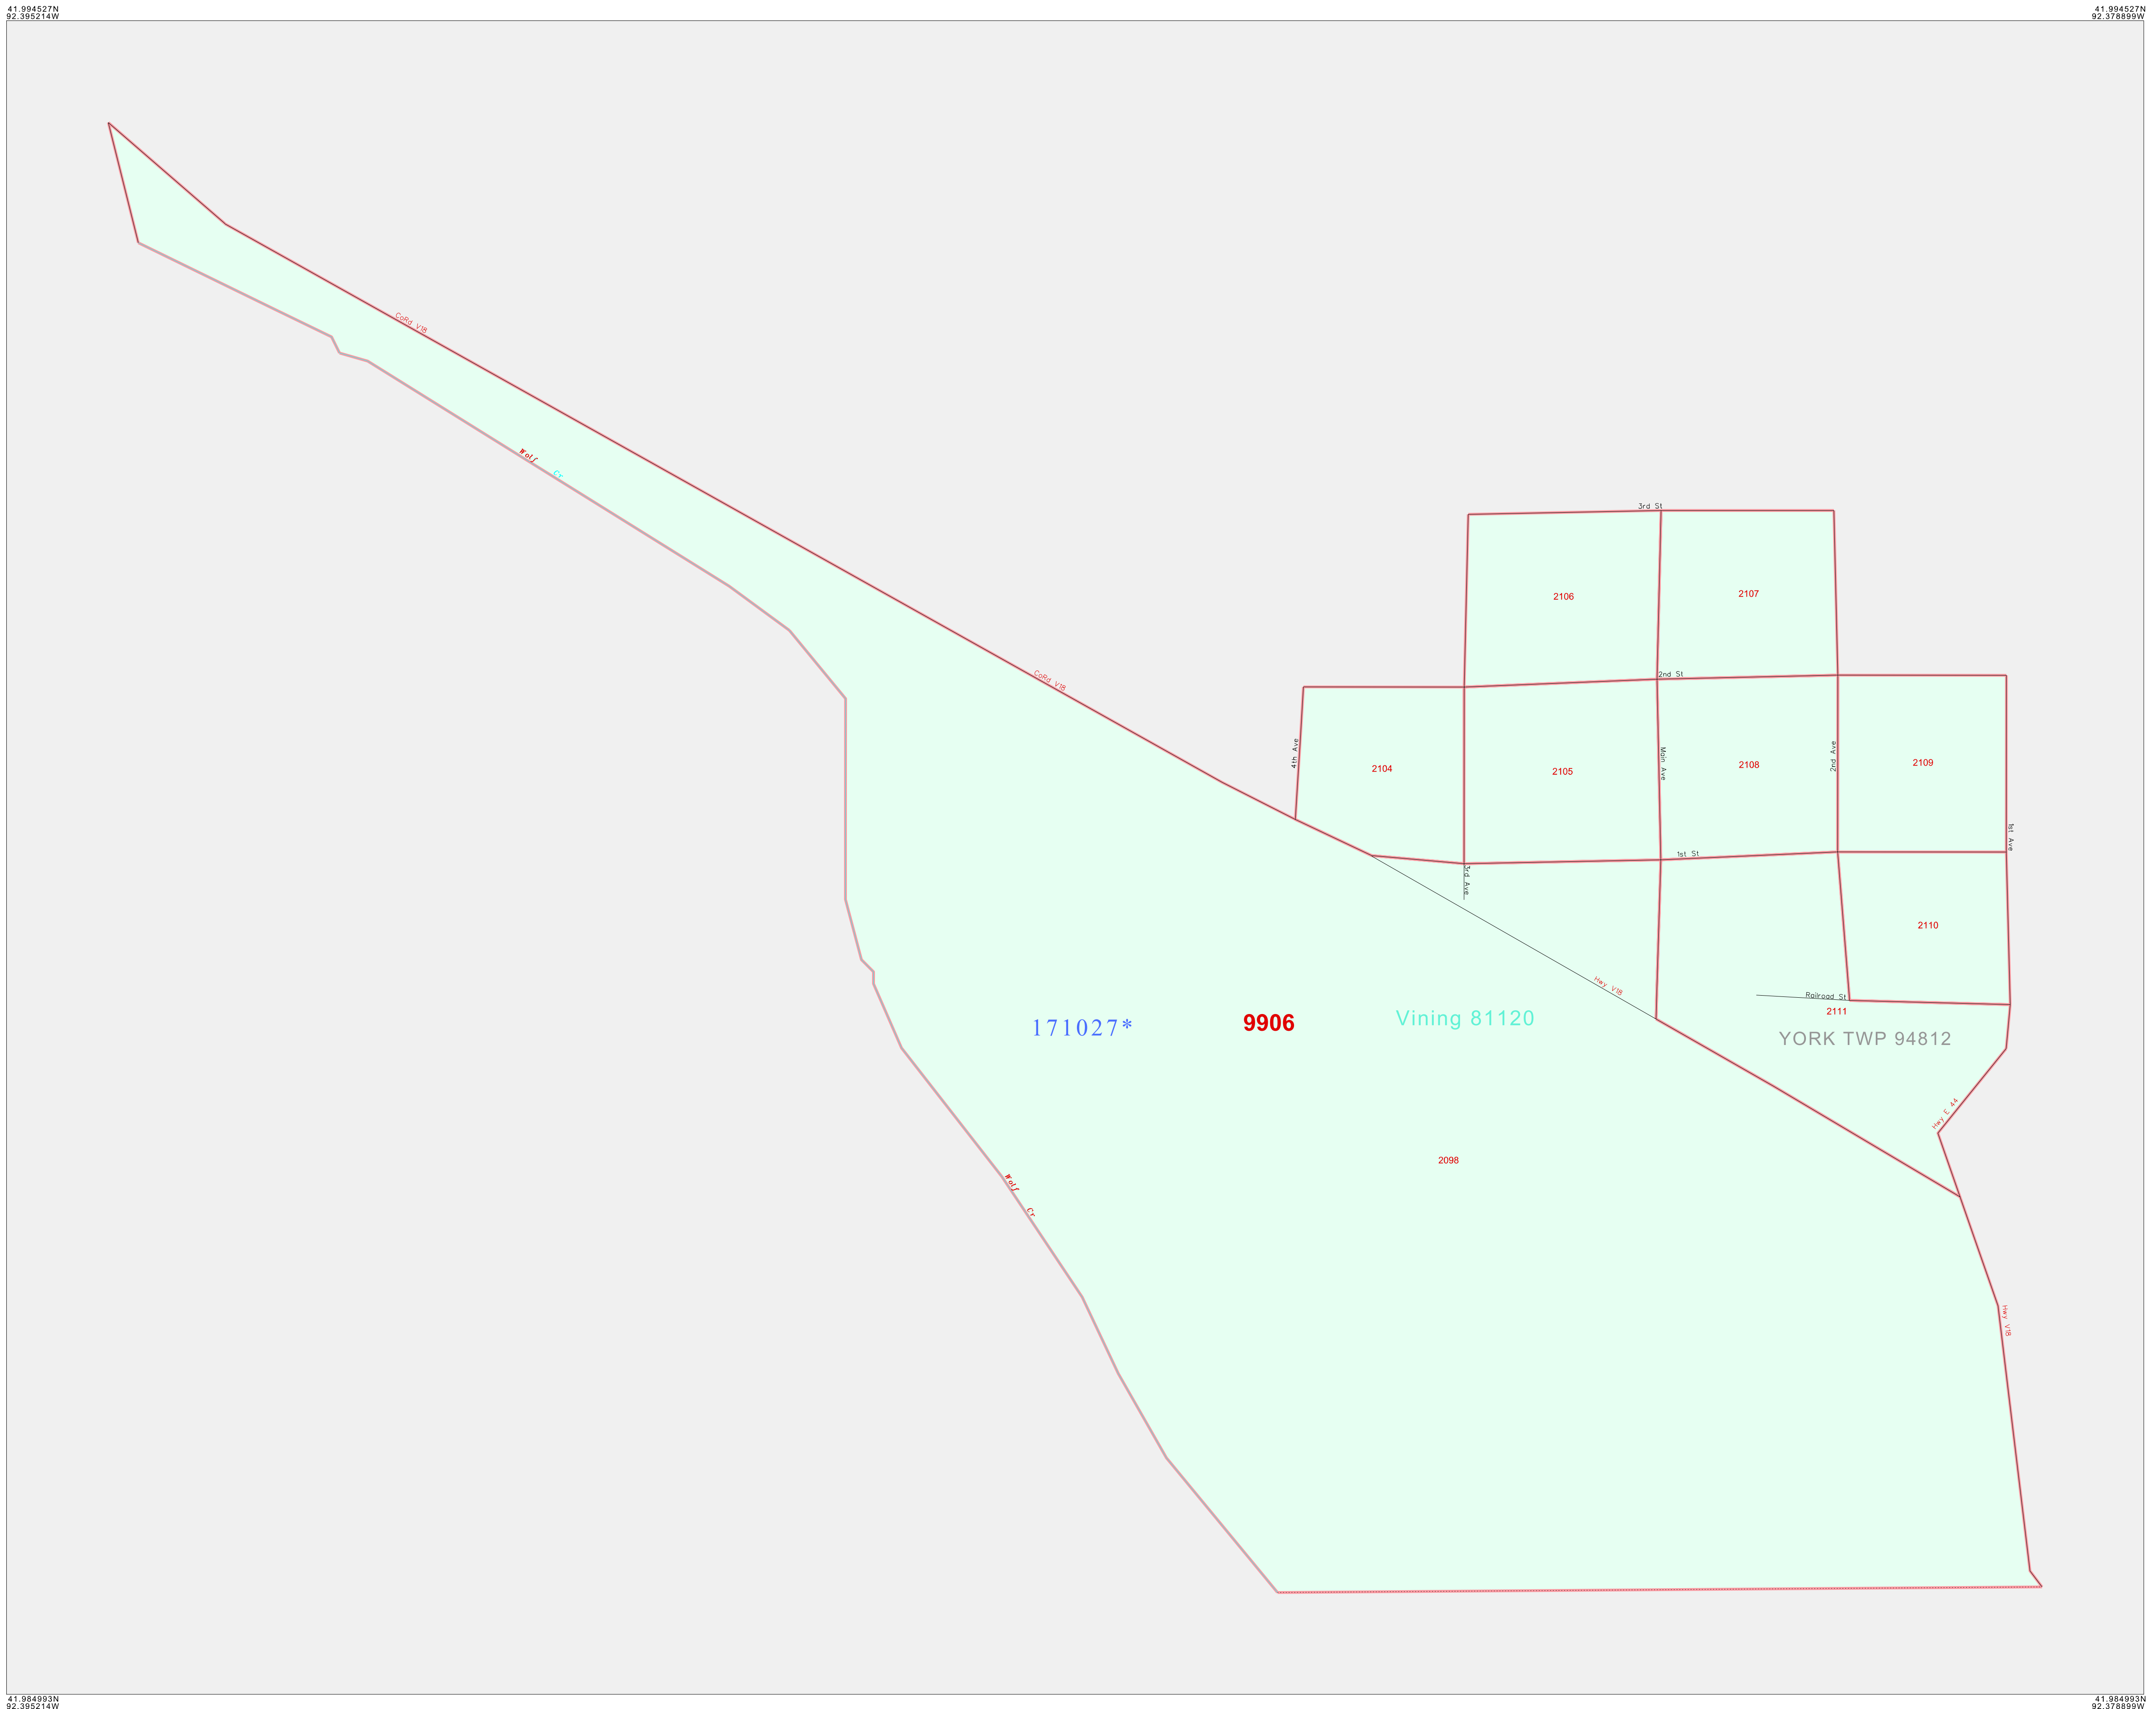 41.994527N
92.395214W
41.994527N
92.378899W
CoRd V18
Wolf Cr
3rd St
2106
2107
CoRd V18
2nd St
4th Ave
2104
2105
Main Ave
2108
2nd Ave
2109
1st Ave
1st St
3rd Ave
2110
Hwy V18
Railroad St
2111
171027*
9906
Vining 81120
YORK TWP 94812
Hwy E 44
2098
Wolf Cr
Hwy V18
41.984993N
92.395214W
41.984993N
92.378899W